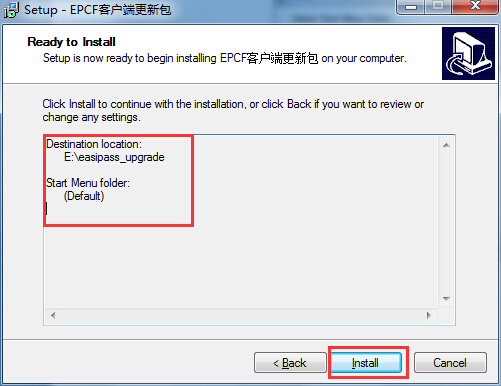 Setup - EPCF客户端更新包
Ready to Install
Setup is now ready to begin installing EPCF客户端更新包 on your computer.
Click Install to continue with the installation, or click Back if you want to review or
change any settings.
Destination location:
E:\easipass_upgrade
Start Menu folder:
(Default)
< Back
Install
Cancel